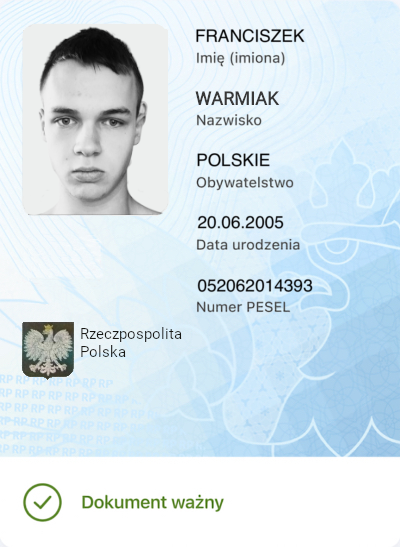 FRANCISZEK
Imię (imiona)
WARMIAK
Nazwisko
POLSKIE
Obywatelstwo
20.06.2005
Data urodzenia
052062014393
Numer PESEL
Rzeczpospolita
Polska
RP RP RP RP RP RP RP
Dokument ważny